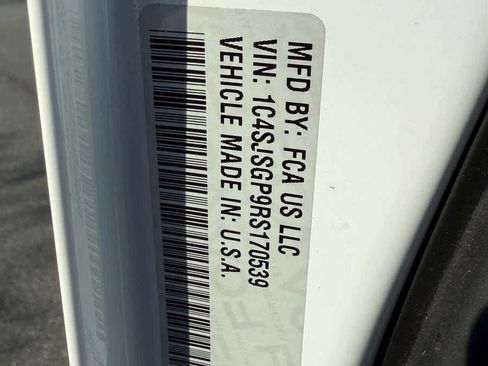 MFD BY: FCA US LLC
VIN: 1C4SJSGP9RS170539
VEHICLE MADE IN: U.S.A.